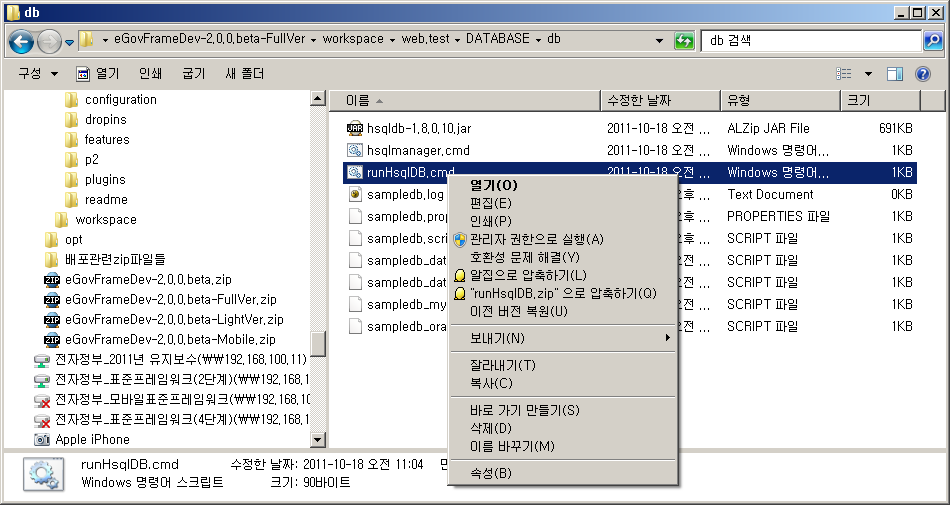 db
eGovFrameDev-2,0,0,beta-FullVer workspace web,test DATABASE db
db 검색
구성 열기 인쇄 굽기 새 폴더
configuration
dropins
features
p2
plugins
readme
workspace
opt
배포관련zip파일들
eGovFrameDev-2,0,0,beta,zip
eGovFrameDev-2,0,0,beta-FullVer,zip
eGovFrameDev-2,0,0,beta-LightVer,zip
eGovFrameDev-2,0,0,beta-Mobile,zip
전자정부_2011년 유지보수(₩₩192,168,100,11)
전자정부_표준프레임워크(2단계)(₩₩192,168,1
전자정부_모바일표준프레임워크(₩₩192,168,10
전자정부_표준프레임워크(4단계)(₩₩192,168,1
Apple iPhone
이름 수정한 날짜 유형 크기
hsqldb-1,8,0,10,jar 2011-10-18 오전 ... ALZip JAR File 691KB
hsqlmanager,cmd 2011-10-18 오전 ... Windows 명령어... 1KB
runHsqlDB,cmd 2011-10-18 오전 ... Windows 명령어... 1KB
sampledb,log 오후 ... Text Document 0KB
sampledb,prop 오후 ... PROPERTIES 파일 1KB
sampledb,scri 오후 ... SCRIPT 파일 1KB
sampledb_dat 전 ... SCRIPT 파일 1KB
sampledb_dat 전 ... SCRIPT 파일 1KB
sampledb_my 전 ... SCRIPT 파일 1KB
sampledb_ora 전 ... SCRIPT 파일 1KB
열기(O)
편집(E)
인쇄(P)
관리자 권한으로 실행(A)
호환성 문제 해결(Y)
알집으로 압축하기(L)
"runHsqlDB,zip" 으로 압축하기(Q)
이전 버전 복원(U)
보내기(N)
잘라내기(T)
복사(C)
바로 가기 만들기(S)
삭제(D)
이름 바꾸기(M)
속성(B)
runHsqlDB.cmd 수정한 날짜: 2011-10-18 오전 11:04
Windows 명령어 스크립트 크기: 90바이트